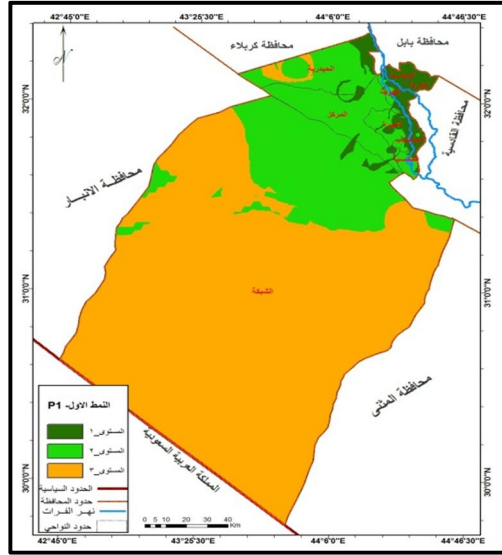 42°45'0"E 43°25'30"E 44°6'0"E 44°46'30"E
محافظة بابل
محافظة كربلاء
الحيدرية
32°0'0"N
32°0'0"N
المركز
محافظة القادسية
محافظة الانبار
31°0'0"N
31°0'0"N
الشبكة
محافظة المثنى
النمط الاول- P1
المستوى_١
المستوى_٢
المستوى_٣
الحدود السياسية
حدود المحافظة
نهر الفرات
حدود النواحي
المملكة العربية السعودية
30°0'0"N
30°0'0"N
0 5 10 20 30 40
Km
42°45'0"E 43°25'30"E 44°6'0"E 44°46'30"E